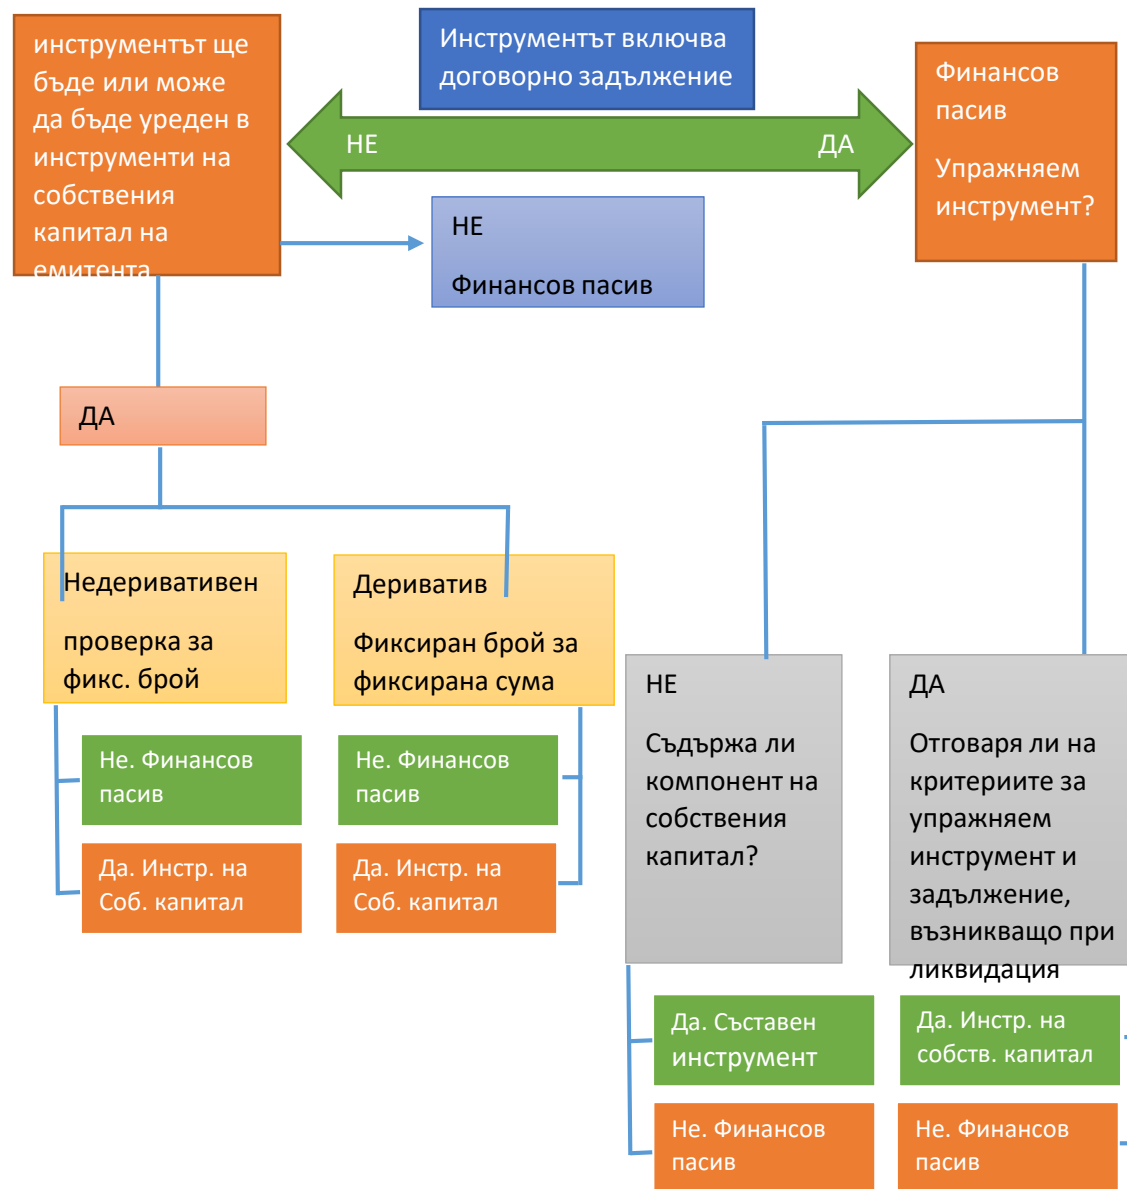 Инструментът включва
договорно задължение
инструментът ще
бъде или може
да бъде уреден в
инструменти на
собствения
капитал на
емитента
НЕ
ДА
Финансов
пасив
Упражняем
инструмент?
НЕ
Финансов пасив
ДА
Недеривативен
проверка за
фикс. брой
Дериватив
Фиксиран брой за
фиксирана сума
Не. Финансов
пасив
Да. Инстр. на
Соб. капитал
Не. Финансов
пасив
Да. Инстр. на
Соб. капитал
НЕ
Съдържа ли
компонент на
собствения
капитал?
ДА
Отговаря ли на
критериите за
упражняем
инструмент и
задължение,
възникващо при
ликвидация
Да. Съставен
инструмент
Не. Финансов
пасив
Да. Инстр. на
собств. капитал
Не. Финансов
пасив